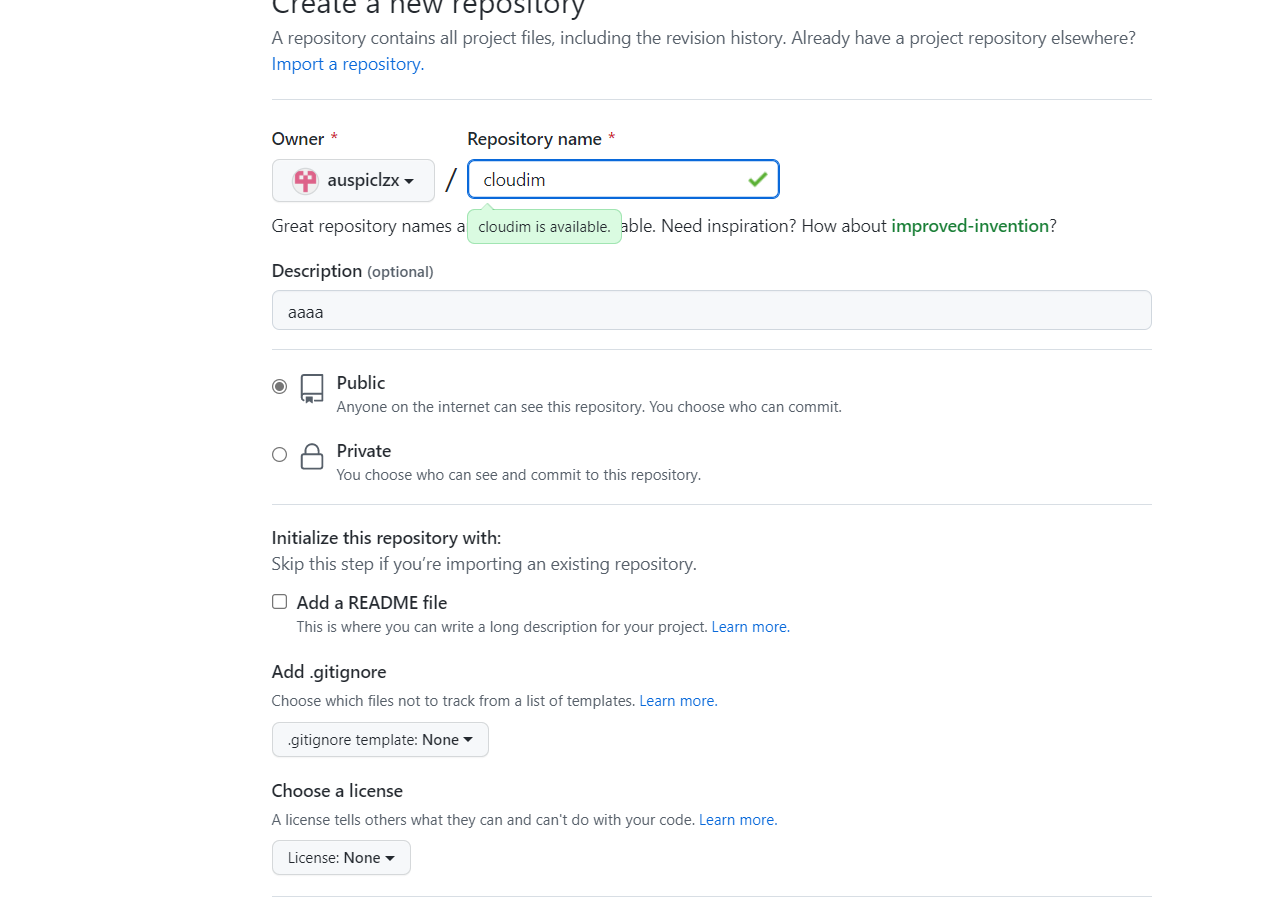 Create a new repository
A repository contains all project files, including the revision history. Already have a project repository elsewhere?
Import a repository.
Owner * Repository name *
auspiclzx / cloudim
Great repository names a cloudim is available. able. Need inspiration? How about improved-invention?
Description (optional)
aaaa
Public
Anyone on the internet can see this repository. You choose who can commit.
Private
You choose who can see and commit to this repository.
Initialize this repository with:
Skip this step if you’re importing an existing repository.
Add a README file
This is where you can write a long description for your project. Learn more.
Add .gitignore
Choose which files not to track from a list of templates. Learn more.
.gitignore template: None
Choose a license
A license tells others what they can and can't do with your code. Learn more.
License: None